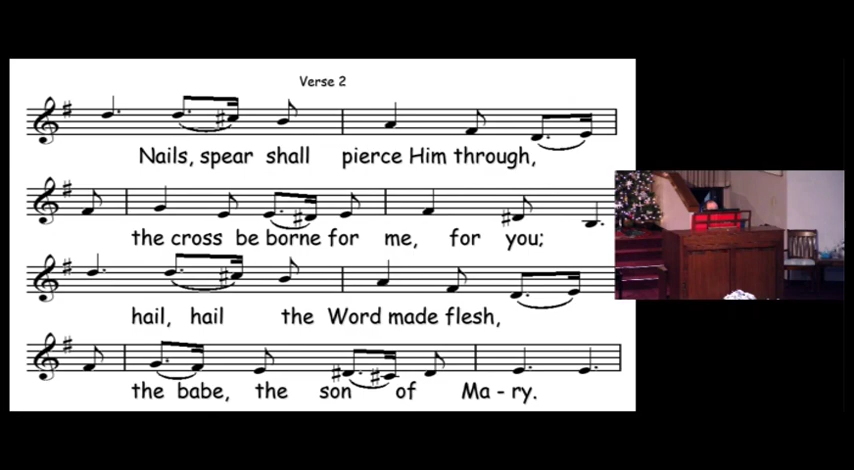 Verse 2
Nails, spear shall pierce Him through,
the cross be borne for me, for you;
hail, hail the Word made flesh,
the babe, the son of Ma - ry.